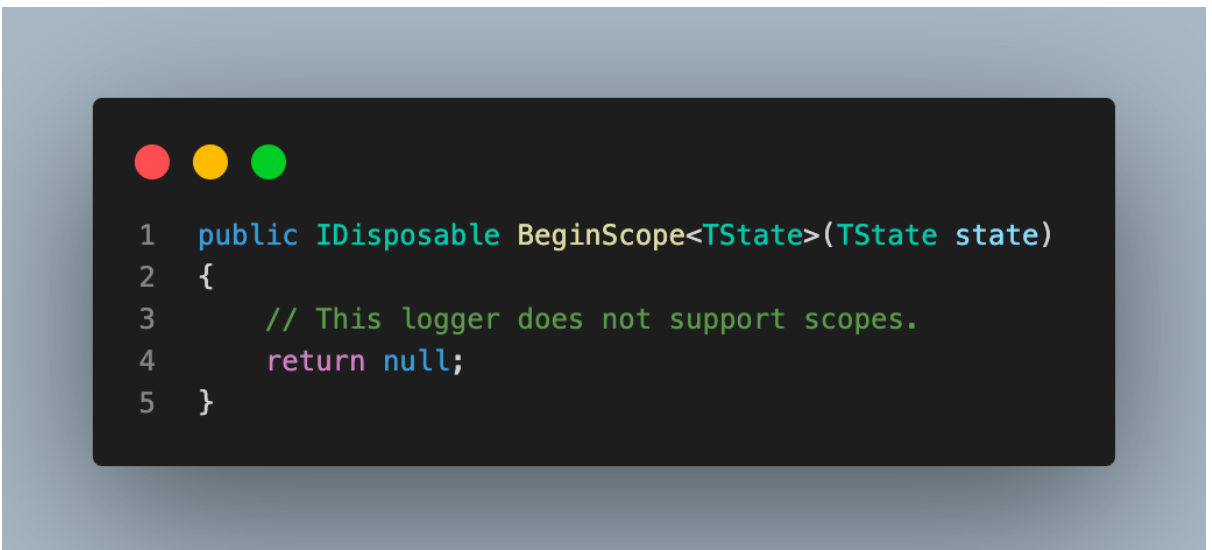 1 public IDisposable BeginScope<TState>(TState state)
2 {
3     // This logger does not support scopes.
4     return null;
5 }